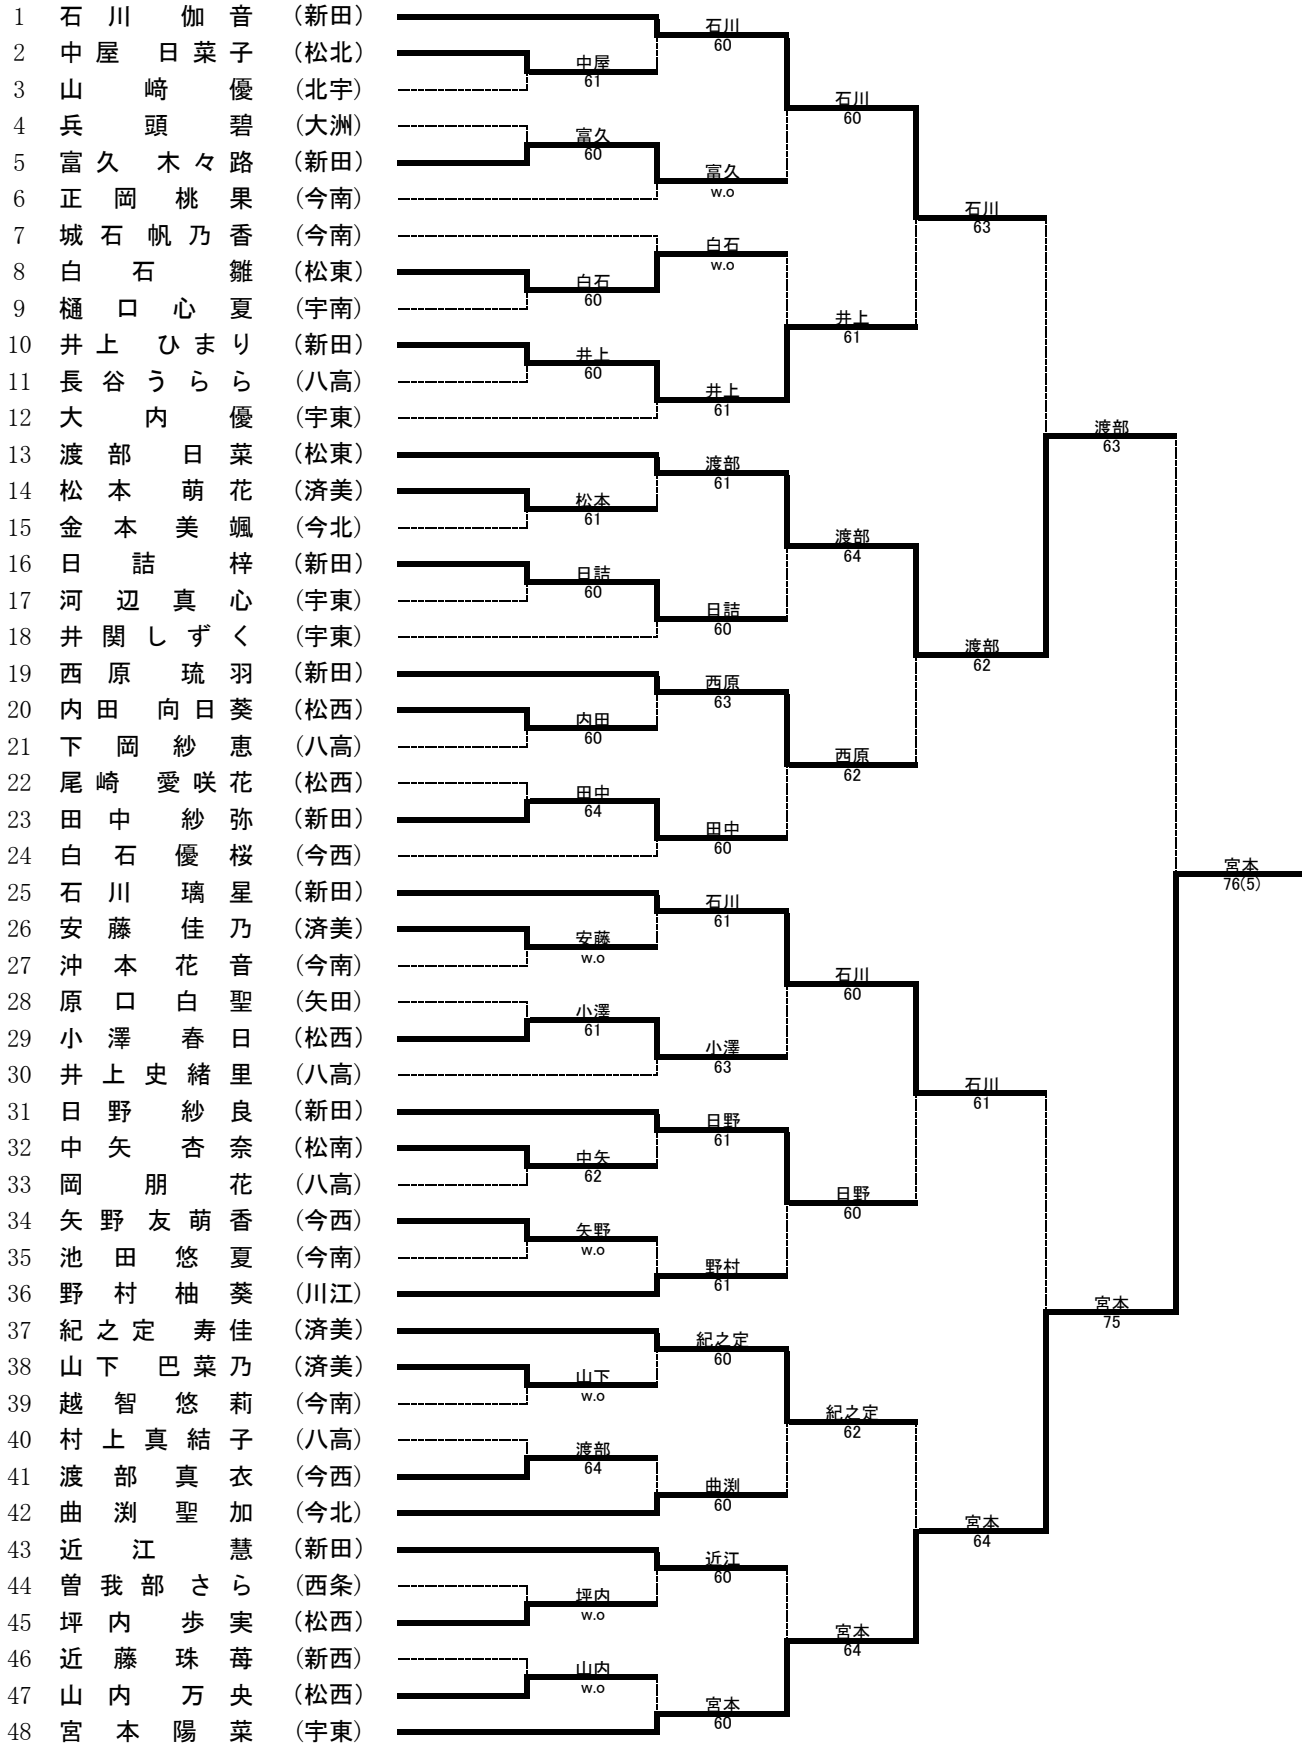 1 石川 伽音 (新田)
2 中屋 日菜子 (松北)
3 山﨑 優 (北宇)
4 兵頭 碧 (大洲)
5 富久 木々路 (新田)
6 正岡桃果 (今南)
7 城石帆乃香 (今南)
8 白石 雛 (松東)
9 樋口心夏 (宇南)
10 井上 ひまり (新田)
11 長谷うらら (八高)
12 大内 優 (宇東)
13 渡部 日菜 (松東)
14 松本 萌花 (済美)
15 金本美颯 (今北)
16 日詰 梓 (新田)
17 河辺真心 (宇東)
18 井関しずく (宇東)
19 西原 琉羽 (新田)
20 内田 向日葵 (松西)
21 下岡紗恵 (八高)
22 尾崎 愛咲花 (松西)
23 田中 紗弥 (新田)
24 白石優桜 (今西)
25 石川 璃星 (新田)
26 安藤 佳乃 (済美)
27 沖本花音 (今南)
28 原口白聖 (矢田)
29 小澤 春日 (松西)
30 井上史緒里 (八高)
31 日野 紗良 (新田)
32 中矢 杏奈 (松南)
33 岡 朋花 (八高)
34 矢野友萌香 (今西)
35 池田悠夏 (今南)
36 野村柚葵 (川江)
37 紀之定 寿佳 (済美)
38 山下 巴菜乃 (済美)
39 越智悠莉 (今南)
40 村上真結子 (八高)
41 渡部真衣 (今西)
42 曲渕聖加 (今北)
43 近江 慧 (新田)
44 曽我部さら (西条)
45 坪内 歩実 (松西)
46 近藤珠苺 (新西)
47 山内 万央 (松西)
48 宮本陽菜 (宇東)
中屋
61
富久
60
白石
60
井上
60
松本
61
日詰
60
内田
60
田中
64
安藤
w.o
小澤
61
中矢
62
矢野
w.o
山下
w.o
渡部
64
坪内
w.o
山内
w.o
石川
60
富久
w.o
白石
w.o
井上
61
渡部
61
日詰
60
西原
63
田中
60
石川
61
小澤
63
日野
61
野村
61
紀之定
60
曲渕
60
近江
60
宮本
60
石川
60
井上
61
渡部
64
西原
62
石川
60
日野
60
紀之定
62
宮本
64
石川
63
渡部
62
石川
61
宮本
64
渡部
63
宮本
75
宮本
76(5)